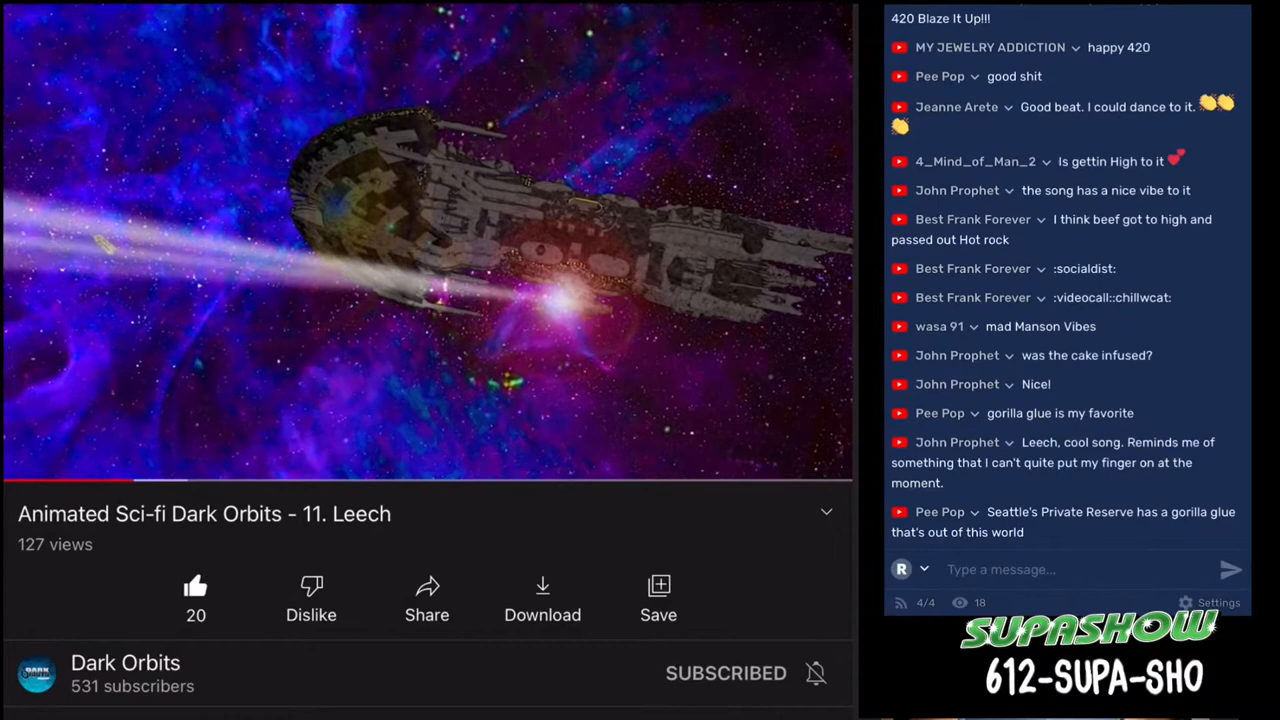 Animated Sci-fi Dark Orbits - 11. Leech
127 views
20
Dislike
Share
Download
Save
DARK
Dark Orbits
531 subscribers
SUBSCRIBED
420 Blaze It Up!!!
MY JEWELRY ADDICTION happy 420
Pee Pop good shit
Jeanne Arete Good beat. I could dance to it. 👏👏
👏
4_Mind_of_Man_2 Is gettin High to it 💕
John Prophet the song has a nice vibe to it
Best Frank Forever I think beef got to high and
passed out Hot rock
Best Frank Forever :socialdist:
Best Frank Forever :videocall::chillwcat:
wasa 91 mad Manson Vibes
John Prophet was the cake infused?
John Prophet Nice!
Pee Pop gorilla glue is my favorite
John Prophet Leech, cool song. Reminds me of
something that I can't quite put my finger on at the
moment.
Pee Pop Seattle's Private Reserve has a gorilla glue
that's out of this world
R Type a message...
4/4 18 Settings
SUPASHOW
612-SUPA-SHO